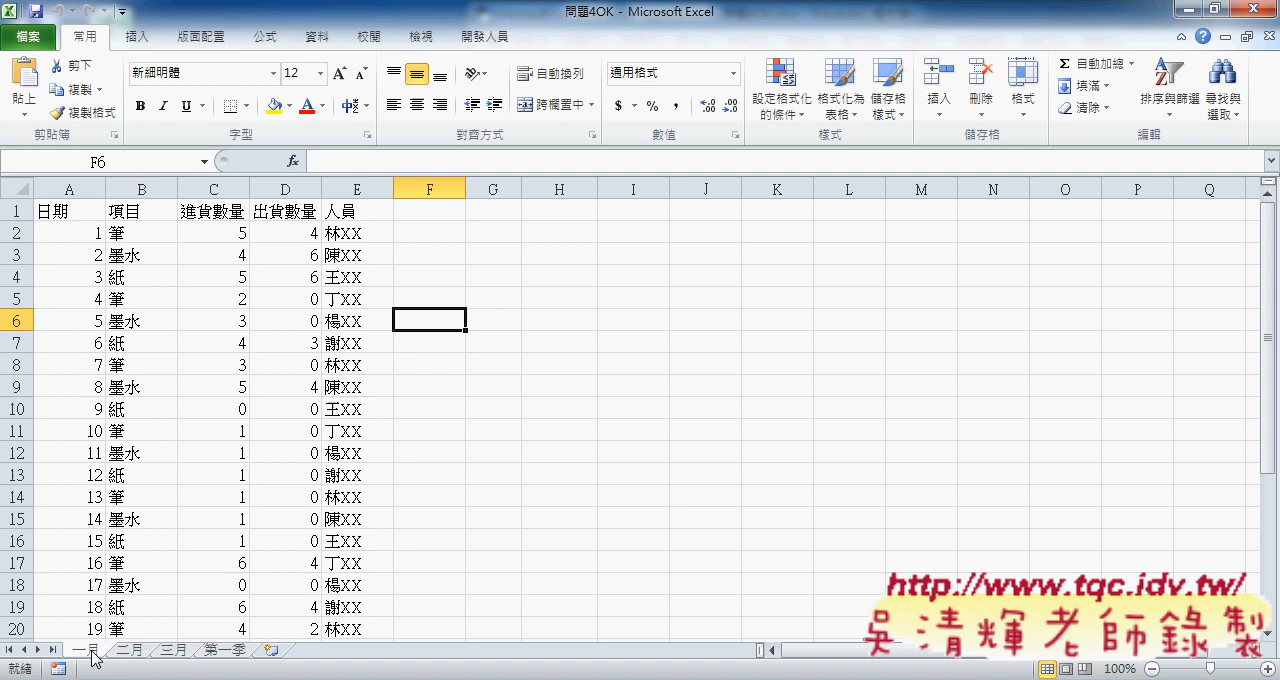 問題4OK - Microsoft Excel
檔案 常用 插入 版面配置 公式 資料 校閱 檢視 開發人員
貼上 剪下 複製 複製格式 剪貼簿
新細明體 12 B I U 中 字型
自動換列 跨欄置中 對齊方式
通用格式 $ % , .00 .00 數值
設定格式化的條件 格式化為表格 儲存格樣式 樣式
插入 刪除 格式 儲存格
Σ 自動加總 填滿 清除 排序與篩選 尋找與選取 編輯
F6 fx
A B C D E F G H I J K L M N O P Q
1 日期 項目 進貨數量 出貨數量 人員
2 1 筆 5 4 林XX
3 2 墨水 4 6 陳XX
4 3 紙 5 6 王XX
5 4 筆 2 0 丁XX
6 5 墨水 3 0 楊XX
7 6 紙 4 3 謝XX
8 7 筆 3 0 林XX
9 8 墨水 5 4 陳XX
10 9 紙 0 0 王XX
11 10 筆 1 0 丁XX
12 11 墨水 1 0 楊XX
13 12 紙 1 0 謝XX
14 13 筆 1 0 林XX
15 14 墨水 1 0 陳XX
16 15 紙 1 0 王XX
17 16 筆 6 4 丁XX
18 17 墨水 0 0 楊XX
19 18 紙 6 4 謝XX
20 19 筆 4 2 林XX
http://www.tqc.idv.tw/
吳清輝老師錄製
一月 二月 三月 第一季
就緒 100%